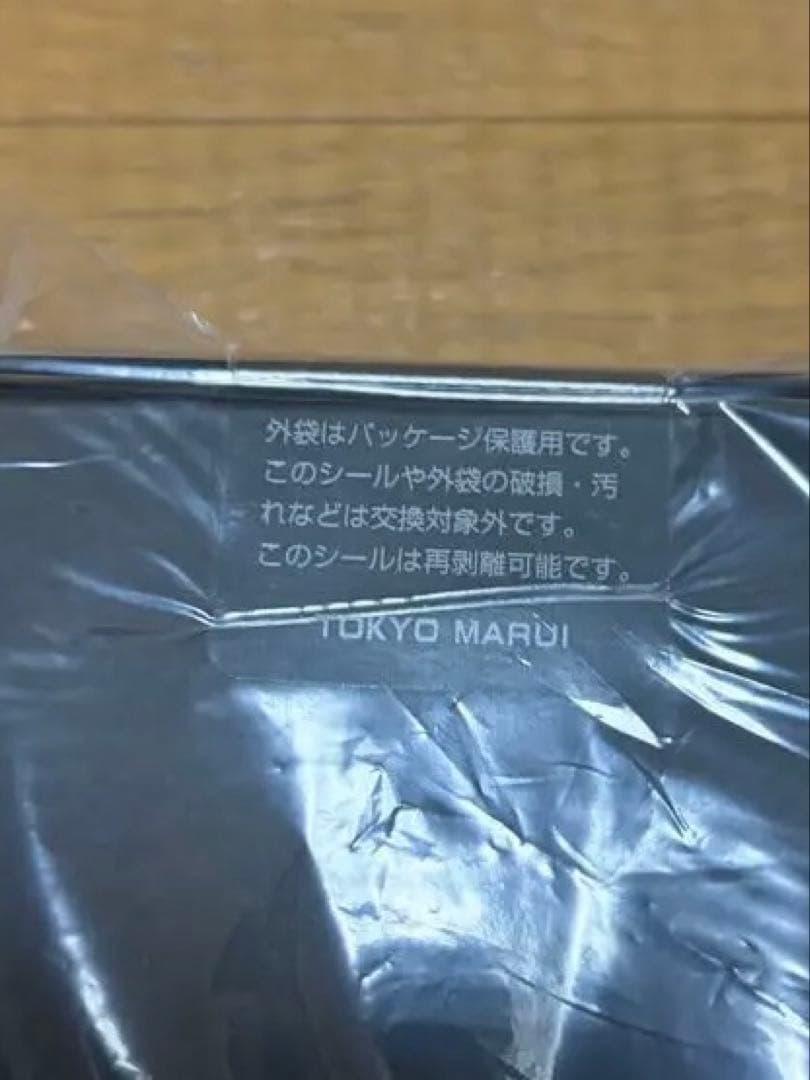 外袋はパッケージ保護用です。
このシールや外袋の破損・汚
れなどは交換対象外です。
このシールは再剥離可能です。
TOKYO MARUI